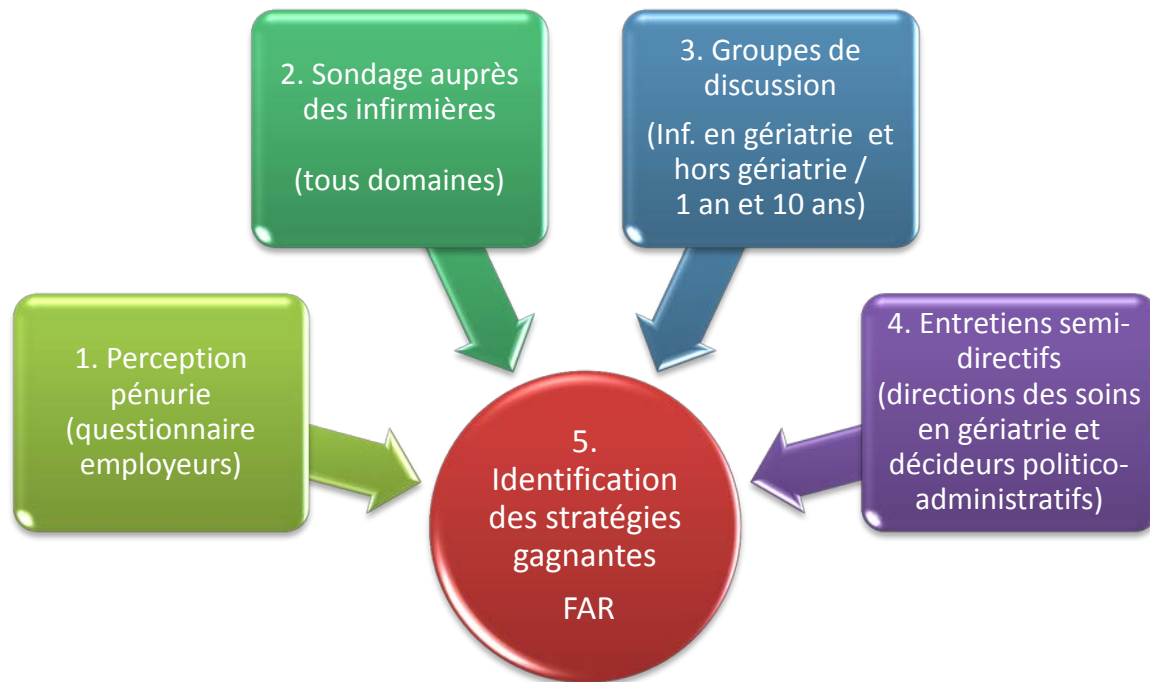 1. Perception
pénurie
(questionnaire
employeurs)
2. Sondage auprès
des infirmières
(tous domaines)
3. Groupes de
discussion
(Inf. en gériatrie et
hors gériatrie /
1 an et 10 ans)
4. Entretiens semi-
directifs
(directions des soins
en gériatrie et
décideurs politico-
administratifs)
5.
Identification
des stratégies
gagnantes
FAR